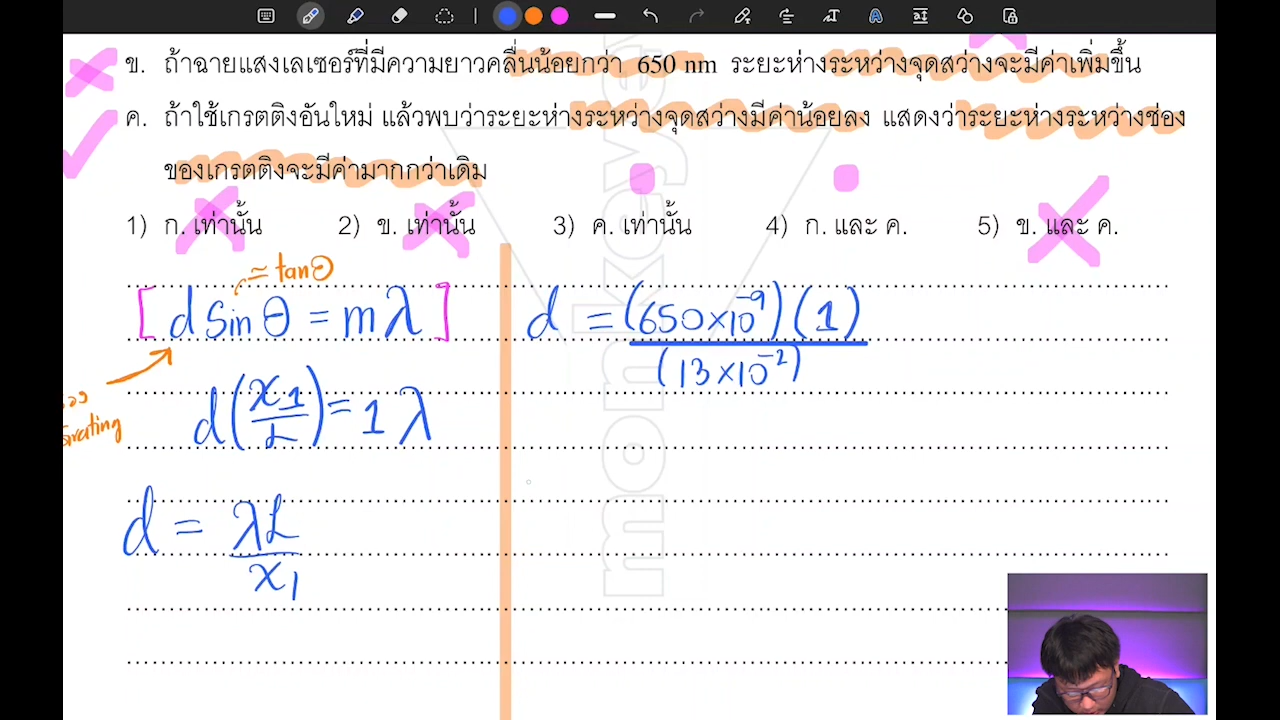 ข. ถ้าฉายแสงเลเซอร์ที่มีความยาวคลื่นน้อยกว่า 650 nm ระยะห่างระหว่างจุดสว่างจะมีค่าเพิ่มขึ้น
ค. ถ้าใช้เกรตติงอันใหม่ แล้วพบว่าระยะห่างระหว่างจุดสว่างมีค่าน้อยลง แสดงว่าระยะห่างระหว่างช่อง
ของเกรตติงจะมีค่ามากกว่าเดิม
1) ก. เท่านั้น 2) ข. เท่านั้น 3) ค. เท่านั้น 4) ก. และ ค. 5) ข. และ ค.
≈ tanθ
[d sin θ = mλ]
d = (650×10⁻⁹)(1)
(13×10⁻²)
d(x₁/L) = 1λ
grating
d = λL
x₁
monkey